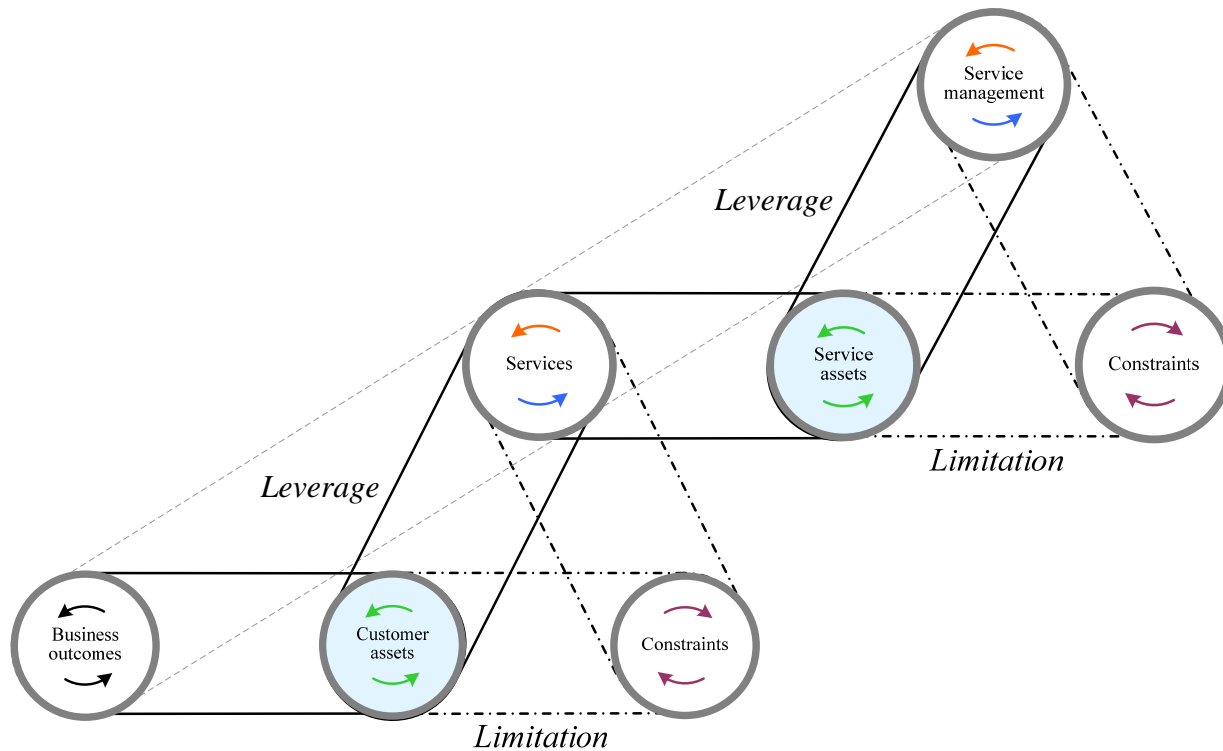 Service
management
Leverage
Services
Service
assets
Constraints
Limitation
Leverage
Business
outcomes
Customer
assets
Constraints
Limitation